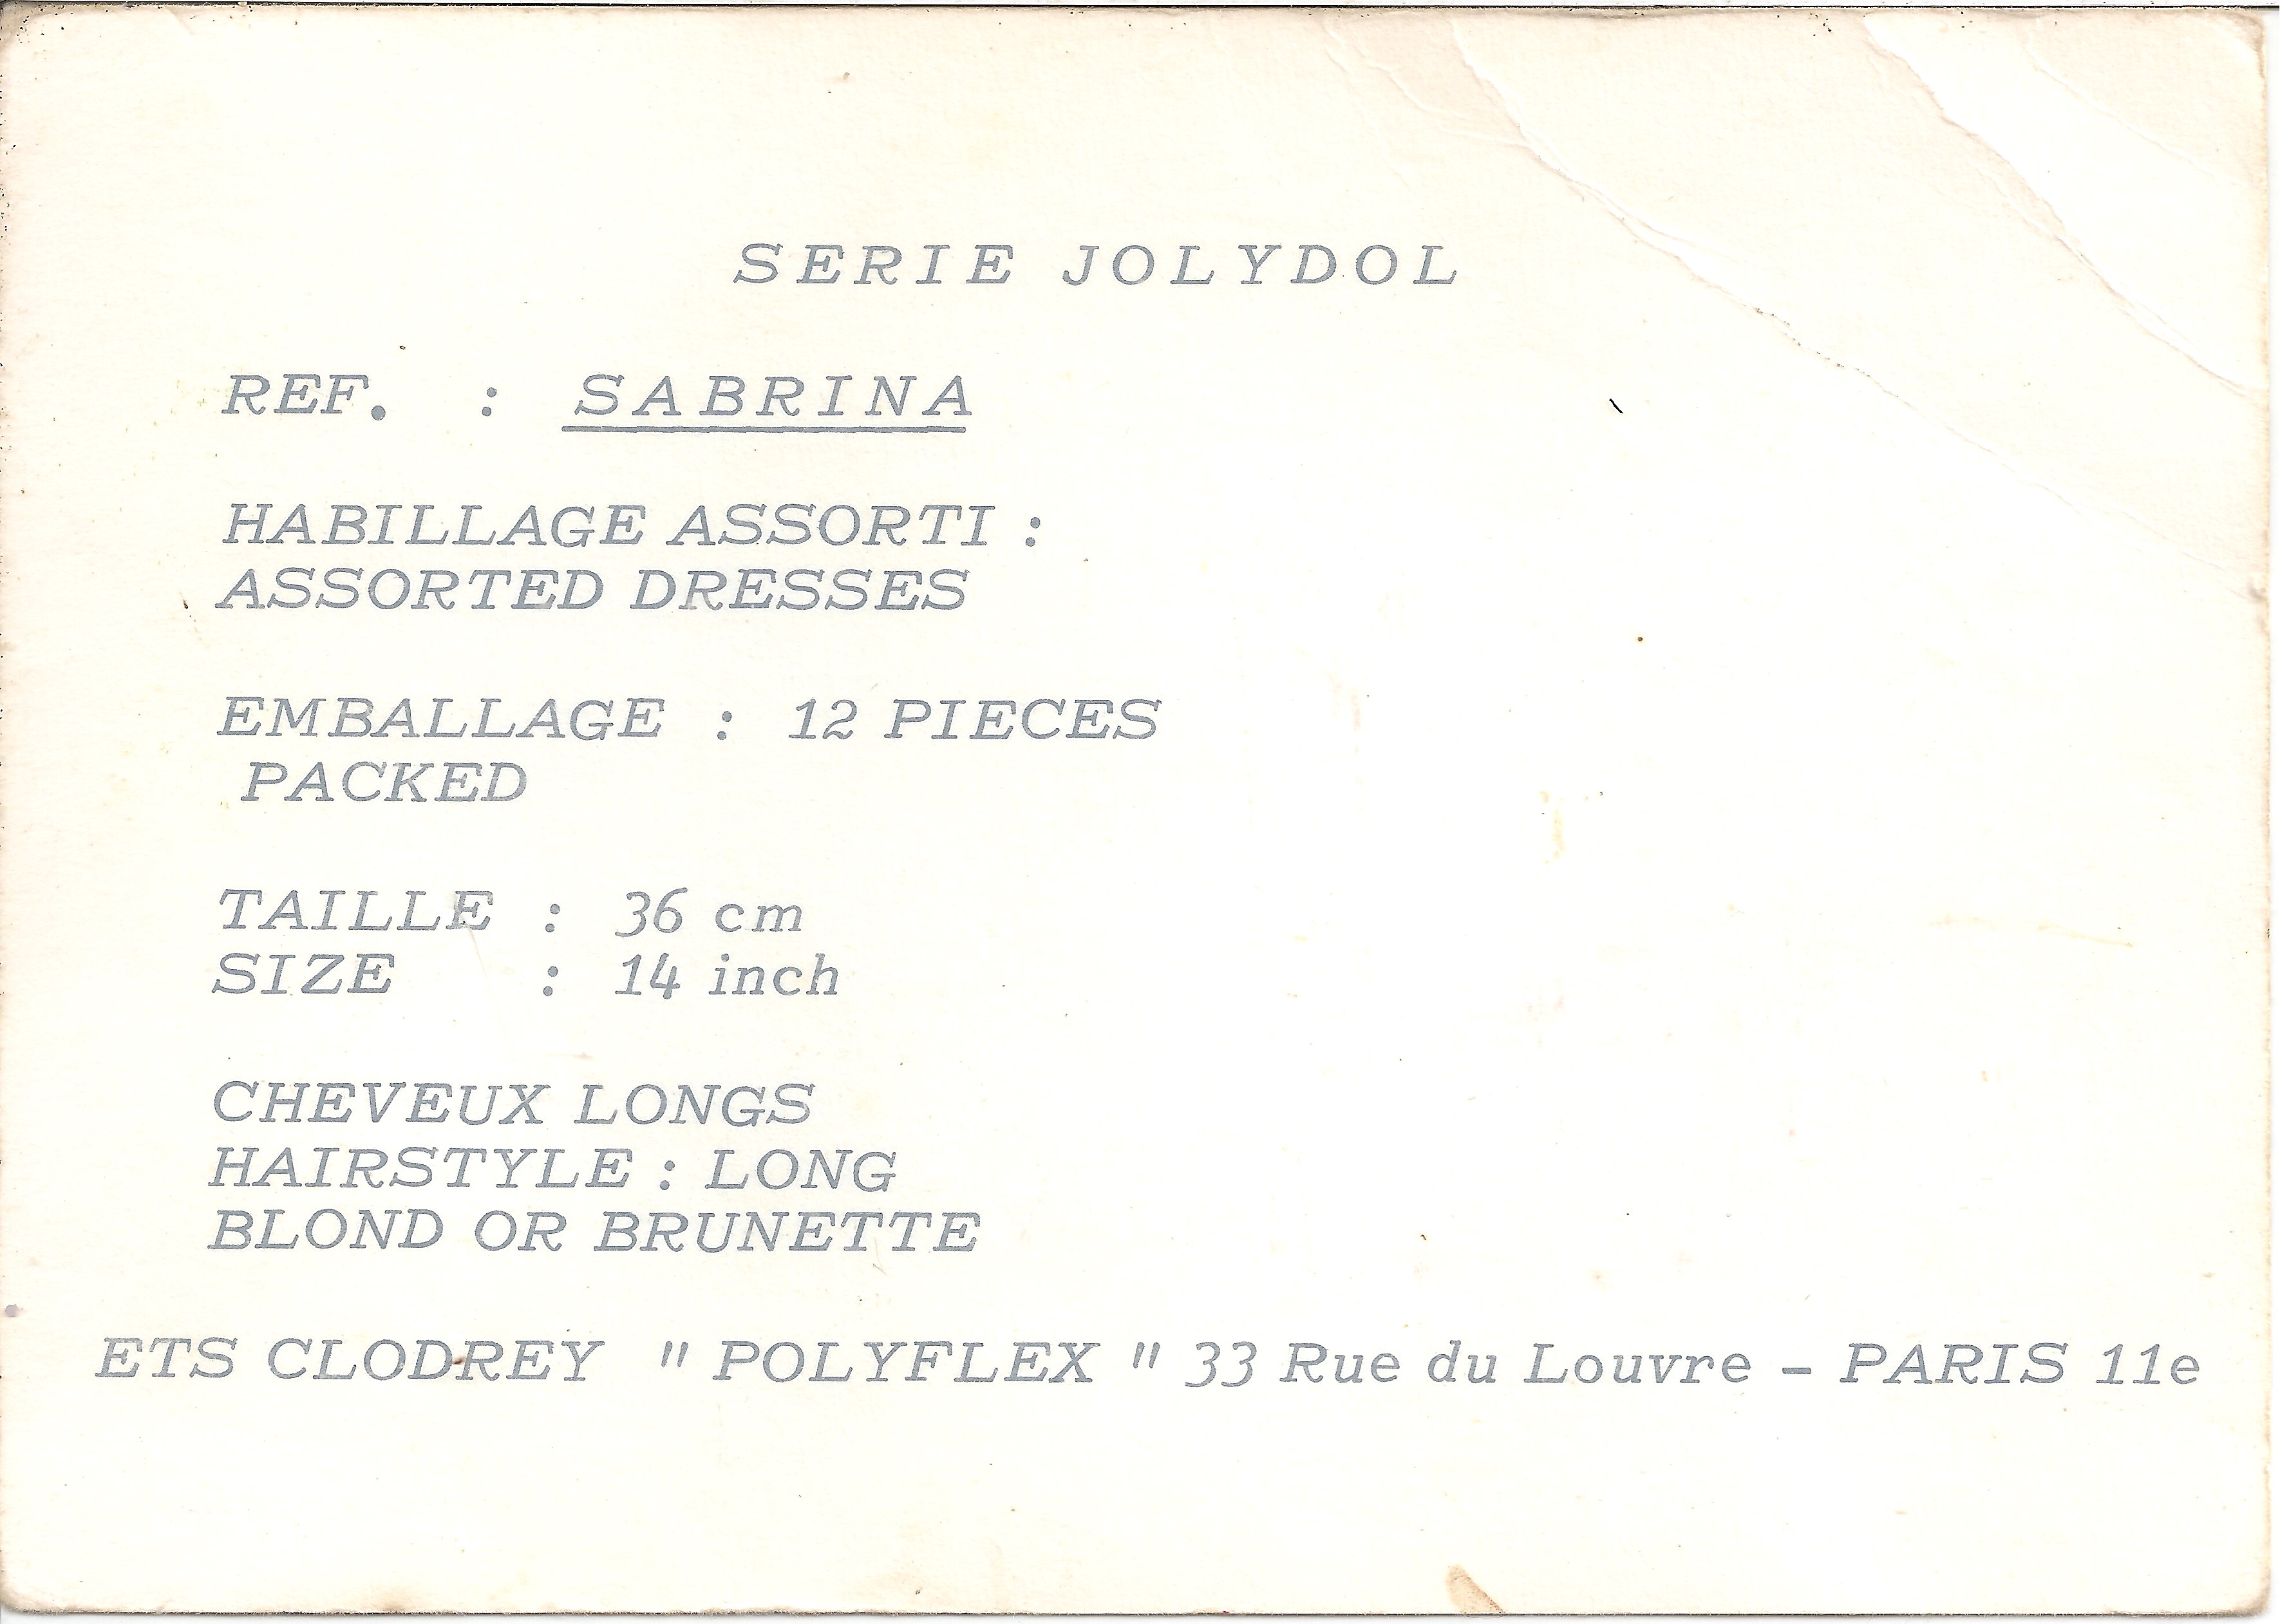 SERIE JOLYDOL
REF. : SABRINA
HABILLAGE ASSORTI :
ASSORTED DRESSES
EMBALLAGE : 12 PIECES
PACKED
TAILLE : 36 cm
SIZE : 14 inch
CHEVEUX LONGS
HAIRSTYLE : LONG
BLOND OR BRUNETTE
ETS CLODREY " POLYFLEX " 33 Rue du Louvre - PARIS 11e